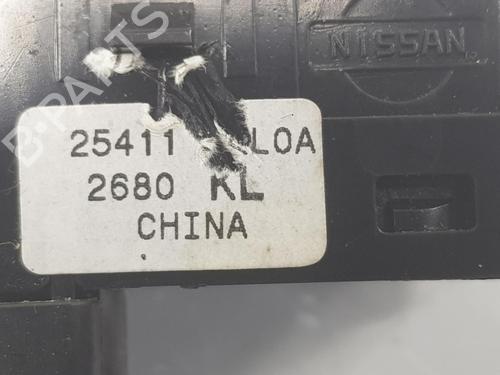 NISSAN
25411 L0A
2680 KL
CHINA
B-PARTS